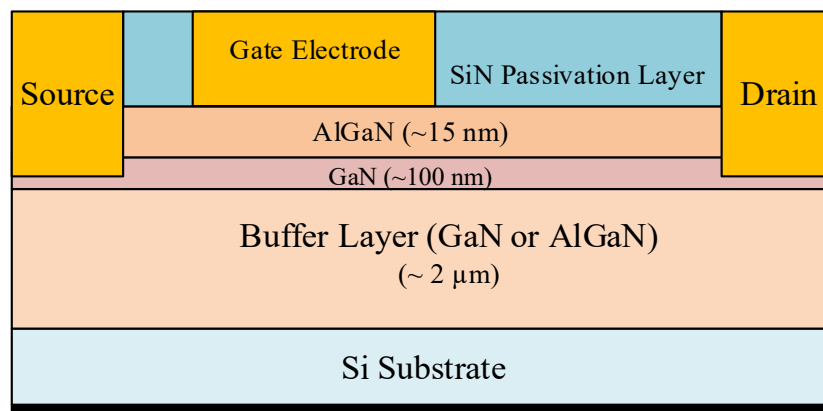 Gate Electrode
SiN Passivation Layer
Source
Drain
AlGaN (~15 nm)
GaN (~100 nm)
Buffer Layer (GaN or AlGaN)
(~ 2 µm)
Si Substrate